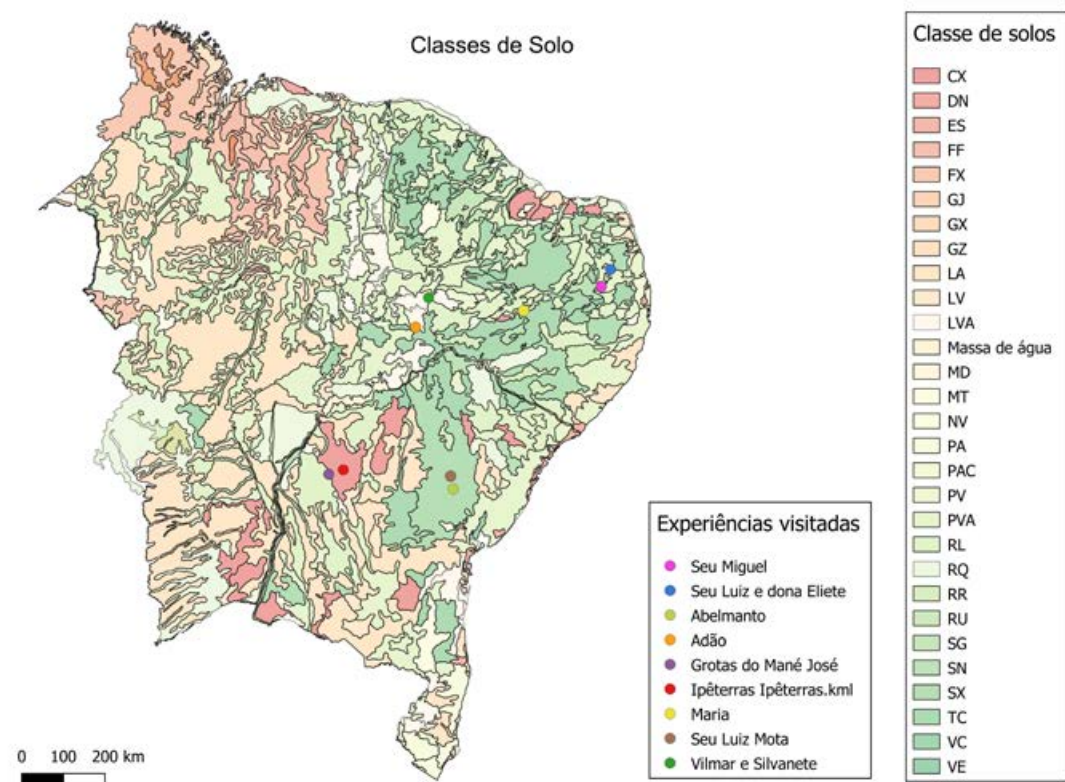 Classes de Solo
0 100 200 km
Experiências visitadas
Seu Miguel
Seu Luiz e dona Eliete
Abelmanto
Adão
Grotas do Mané José
Ipêterras Ipêterras.kml
Maria
Seu Luiz Mota
Vilmar e Silvanete
Classe de solos
CX
DN
ES
FF
FX
GJ
GX
GZ
LA
LV
LVA
Massa de água
MD
MT
NV
PA
PAC
PV
PVA
RL
RQ
RR
RU
SG
SN
SX
TC
VC
VE